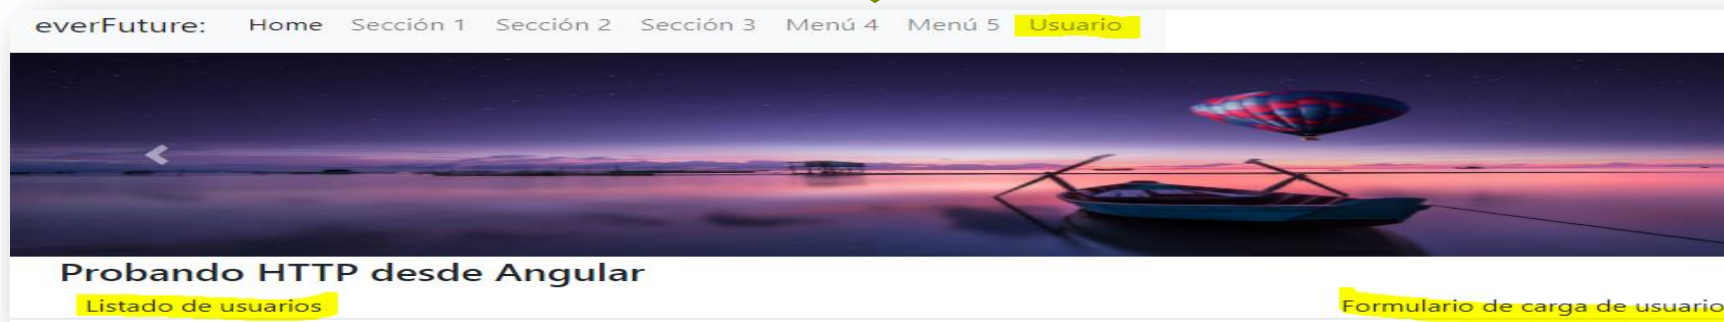 everFuture: Home Sección 1 Sección 2 Sección 3 Menú 4 Menú 5 Usuario
Probando HTTP desde Angular
Listado de usuarios Formulario de carga de usuario